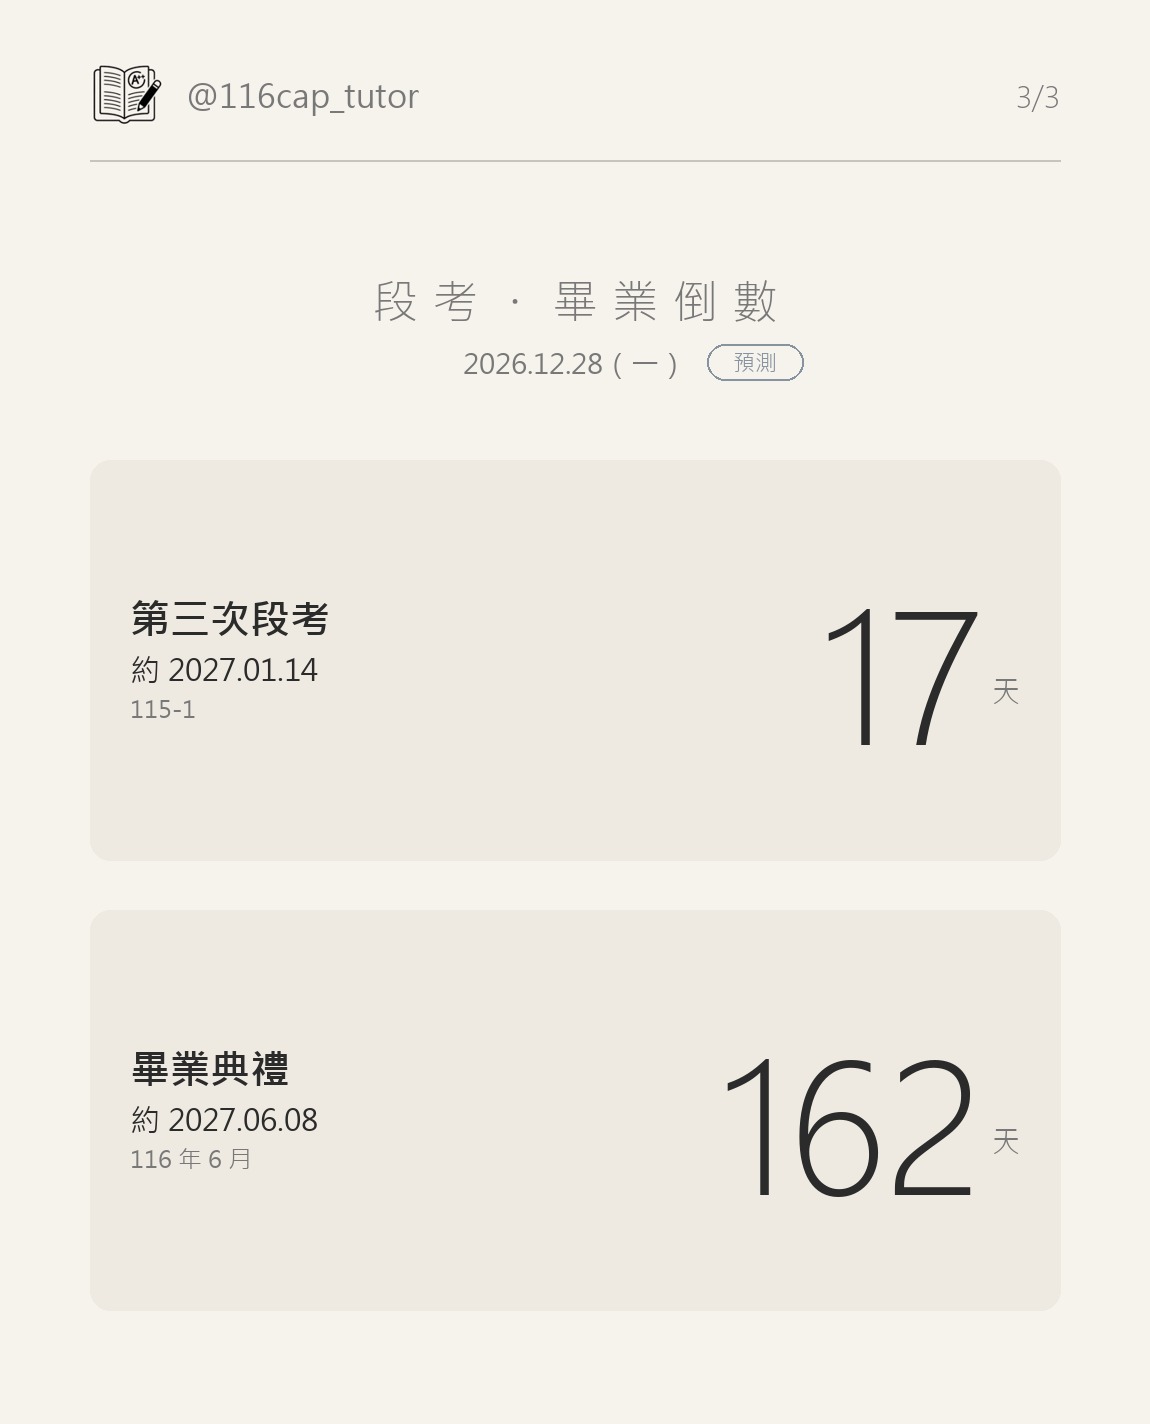 @116cap_tutor
3/3
段考·畢業倒數
2026.12.28 ( 一 ) 預測
第三次段考
約 2027.01.14
115-1
17 天
畢業典禮
約 2027.06.08
116 年 6 月
162 天